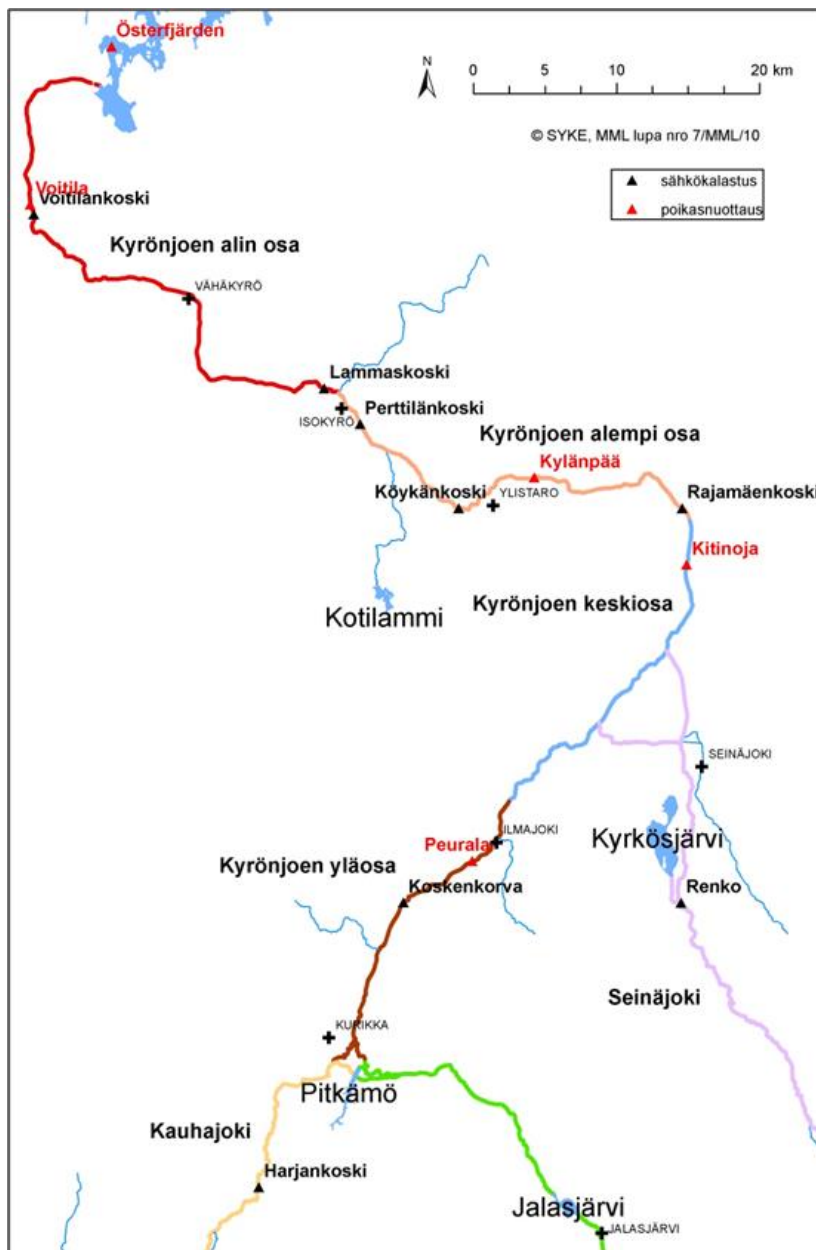 Österfjärden
N
0 5 10 20 km
© SYKE, MML lupa nro 7/MML/10
sähkökalastus
poikasnuottaus
Voitila
Voitilankoski
Kyrönjoen alin osa
VÄHÄKYRÖ
Lammaskoski
ISOKYRÖ
Perttilänkoski
Kyrönjoen alempi osa
Kylänpää
Köykänkoski
YLISTARO
Rajamäenkoski
Kitinoja
Kyrönjoen keskiosa
Kotilammi
SEINÄJOKI
ILMAJOKI
Peurala
Kyrkösjärvi
Kyrönjoen yläosa
Koskenkorva
Renko
Seinäjoki
KURIKKA
Pitkämö
Kauhajoki
Harjankoski
Jalasjärvi
JALASJÄRVI